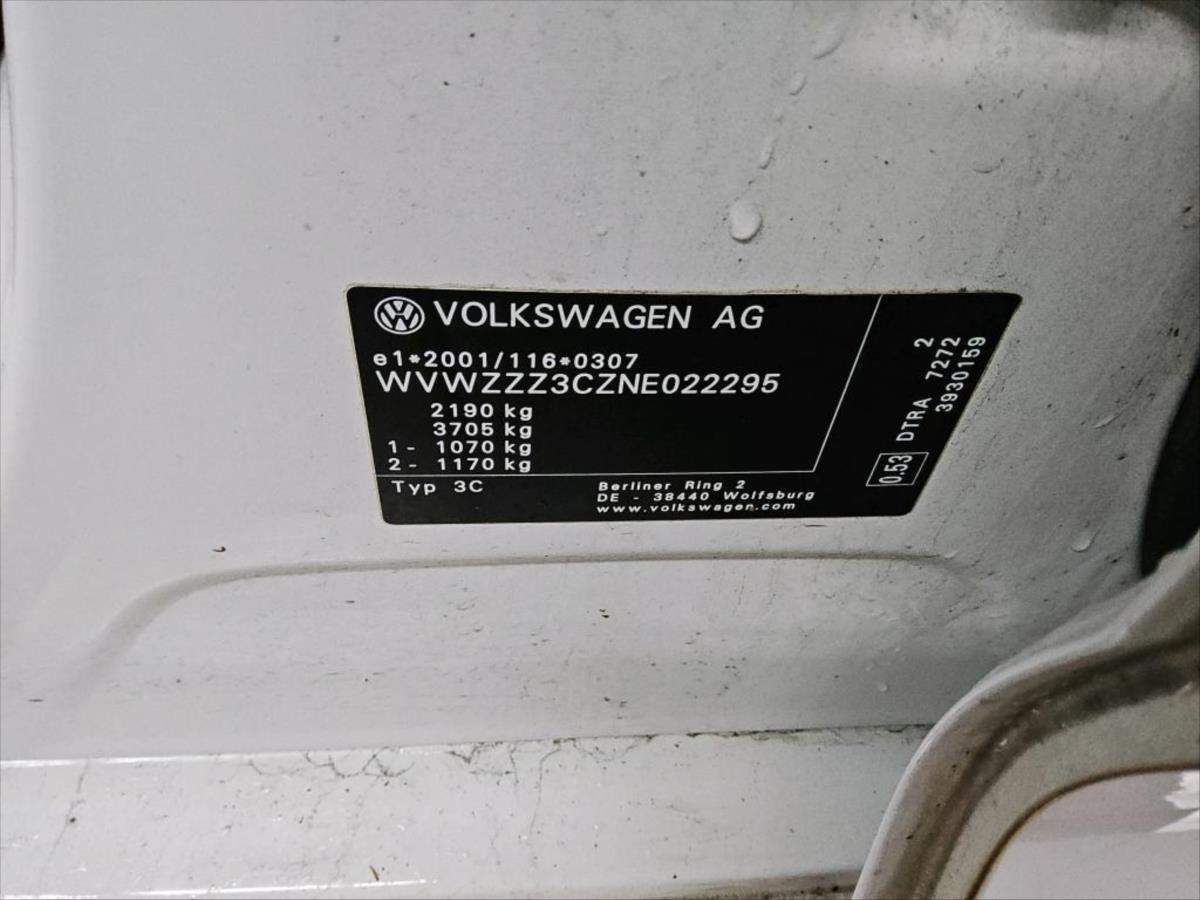 VOLKSWAGEN AG
e1*2001/116*0307
WVWZZZ3CZNE022295
2190 kg
3705 kg
1- 1070 kg
2- 1170 kg
Typ 3C
Berliner Ring 2
DE - 38440 Wolfsburg
www.volkswagen.com
0.53 DTRA 7272 2
3930159